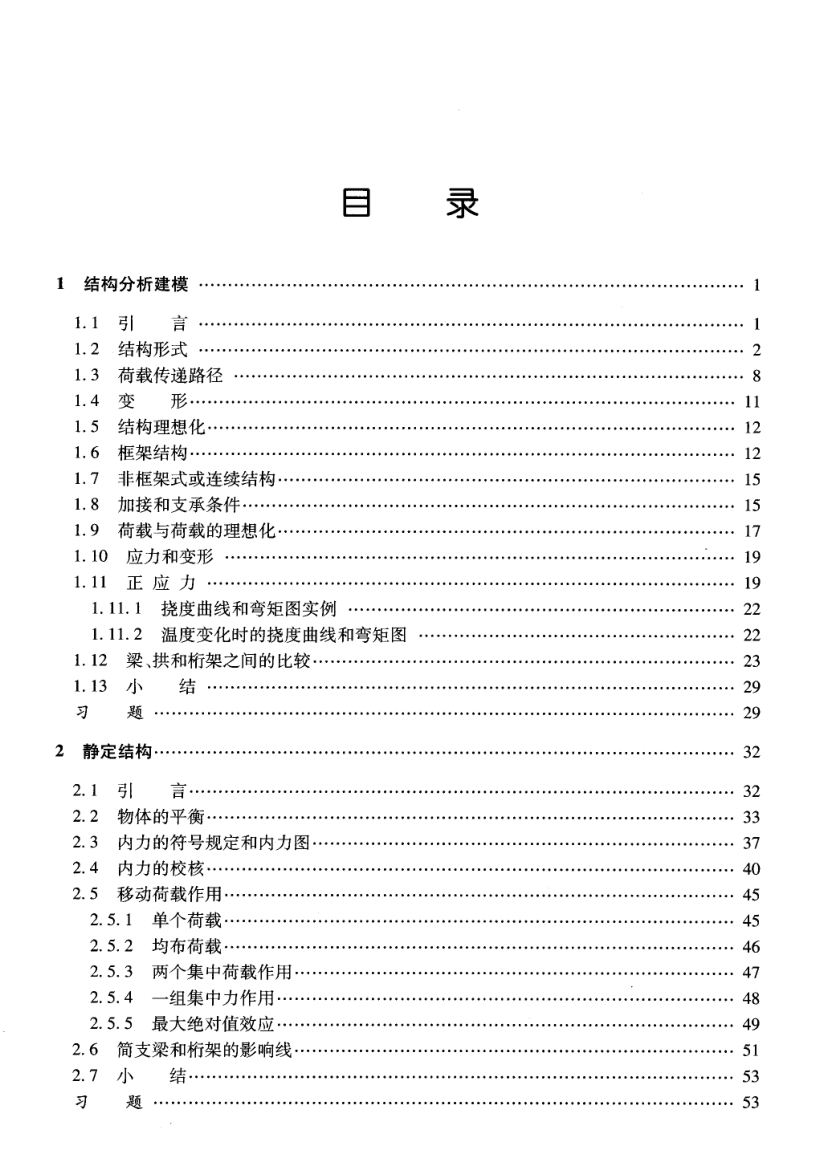 目 录
1 结构分析建模 …… 1
1.1 引 言 …… 1
1.2 结构形式 …… 2
1.3 荷载传递路径 …… 8
1.4 变 形 …… 11
1.5 结构理想化 …… 12
1.6 框架结构 …… 12
1.7 非框架式或连续结构 …… 15
1.8 加接和支承条件 …… 15
1.9 荷载与荷载的理想化 …… 17
1.10 应力和变形 …… 19
1.11 正 应 力 …… 19
1.11.1 挠度曲线和弯矩图实例 …… 22
1.11.2 温度变化时的挠度曲线和弯矩图 …… 22
1.12 梁、拱和桁架之间的比较 …… 23
1.13 小 结 …… 29
习 题 …… 29
2 静定结构 …… 32
2.1 引 言 …… 32
2.2 物体的平衡 …… 33
2.3 内力的符号规定和内力图 …… 37
2.4 内力的校核 …… 40
2.5 移动荷载作用 …… 45
2.5.1 单个荷载 …… 45
2.5.2 均布荷载 …… 46
2.5.3 两个集中荷载作用 …… 47
2.5.4 一组集中力作用 …… 48
2.5.5 最大绝对值效应 …… 49
2.6 简支梁和桁架的影响线 …… 51
2.7 小 结 …… 53
习 题 …… 53